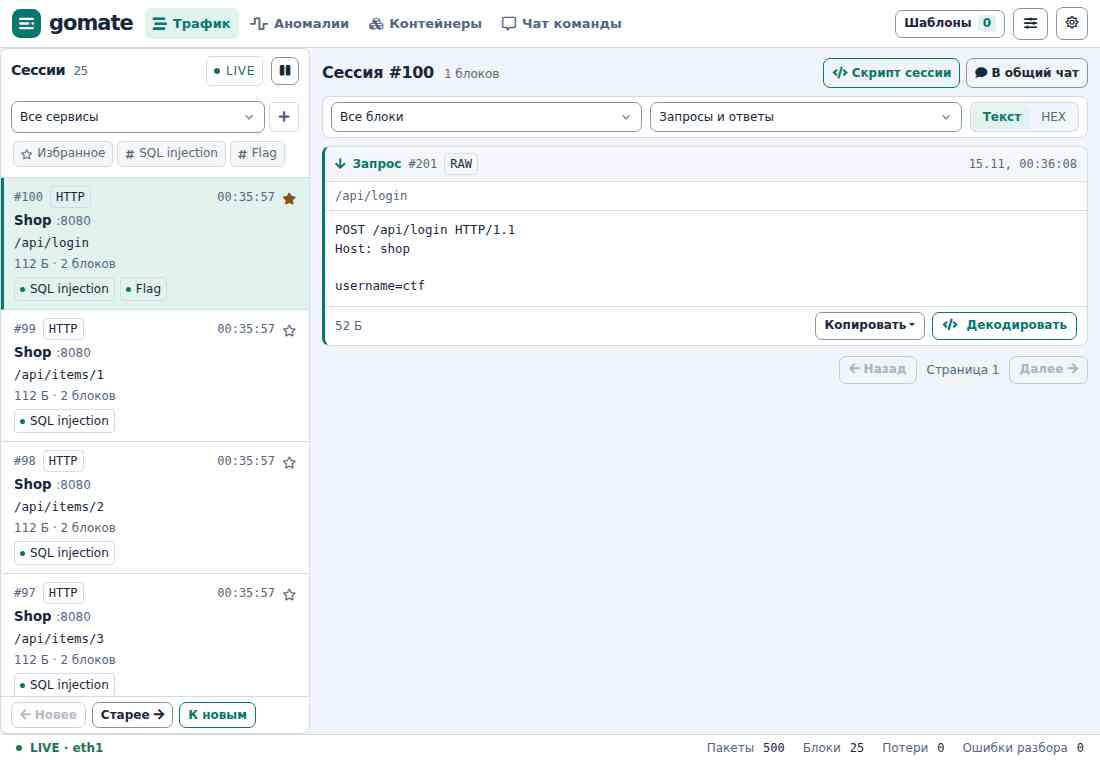 gomate Трафик Аномалии Контейнеры Чат команды Шаблоны 0
Сессии 25 LIVE
Все сервисы
Избранное # SQL injection # Flag
#100 HTTP 00:35:57
Shop :8080
/api/login
112 Б · 2 блоков
SQL injection Flag
#99 HTTP 00:35:57
Shop :8080
/api/items/1
112 Б · 2 блоков
SQL injection
#98 HTTP 00:35:57
Shop :8080
/api/items/2
112 Б · 2 блоков
SQL injection
#97 HTTP 00:35:57
Shop :8080
/api/items/3
112 Б · 2 блоков
SQL injection
← Новее Старее → К новым
Сессия #100 1 блоков </> Скрипт сессии В общий чат
Все блоки Запросы и ответы Текст HEX
↓ Запрос #201 RAW 15.11, 00:36:08
/api/login
POST /api/login HTTP/1.1
Host: shop
username=ctf
52 Б Копировать </> Декодировать
← Назад Страница 1 Далее →
LIVE · eth1 Пакеты 500 Блоки 25 Потери 0 Ошибки разбора 0